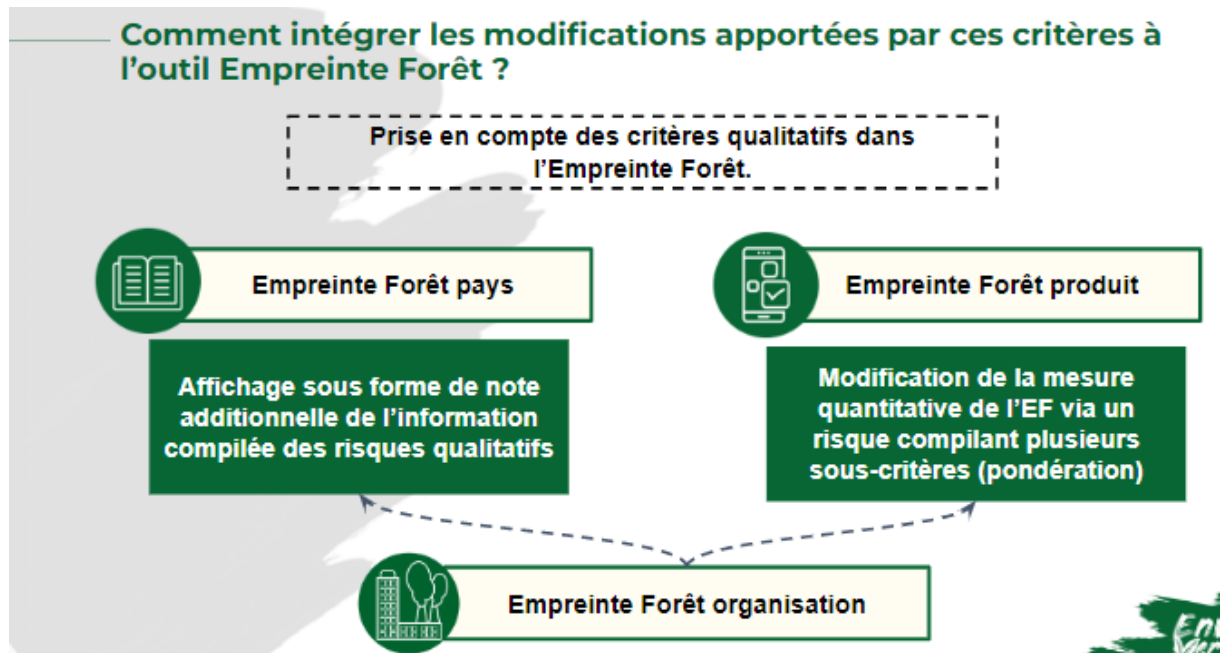 Comment intégrer les modifications apportées par ces critères à
l'outil Empreinte Forêt ?
Prise en compte des critères qualitatifs dans
l'Empreinte Forêt.
Empreinte Forêt pays
Empreinte Forêt produit
Affichage sous forme de note
additionnelle de l'information
compilée des risques qualitatifs
Modification de la mesure
quantitative de l'EF via un
risque compilant plusieurs
sous-critères (pondération)
Empreinte Forêt organisation